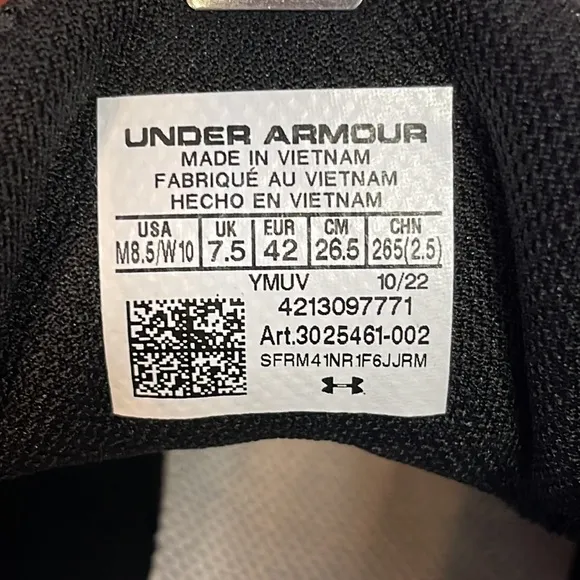 UNDER ARMOUR
MADE IN VIETNAM
FABRIQUÉ AU VIETNAM
HECHO EN VIETNAM
USA UK EUR CM CHN
M8.5/W10 7.5 42 26.5 265(2.5)
YMUV 10/22
4213097771
Art.3025461-002
SFRM41NR1F6JJRM